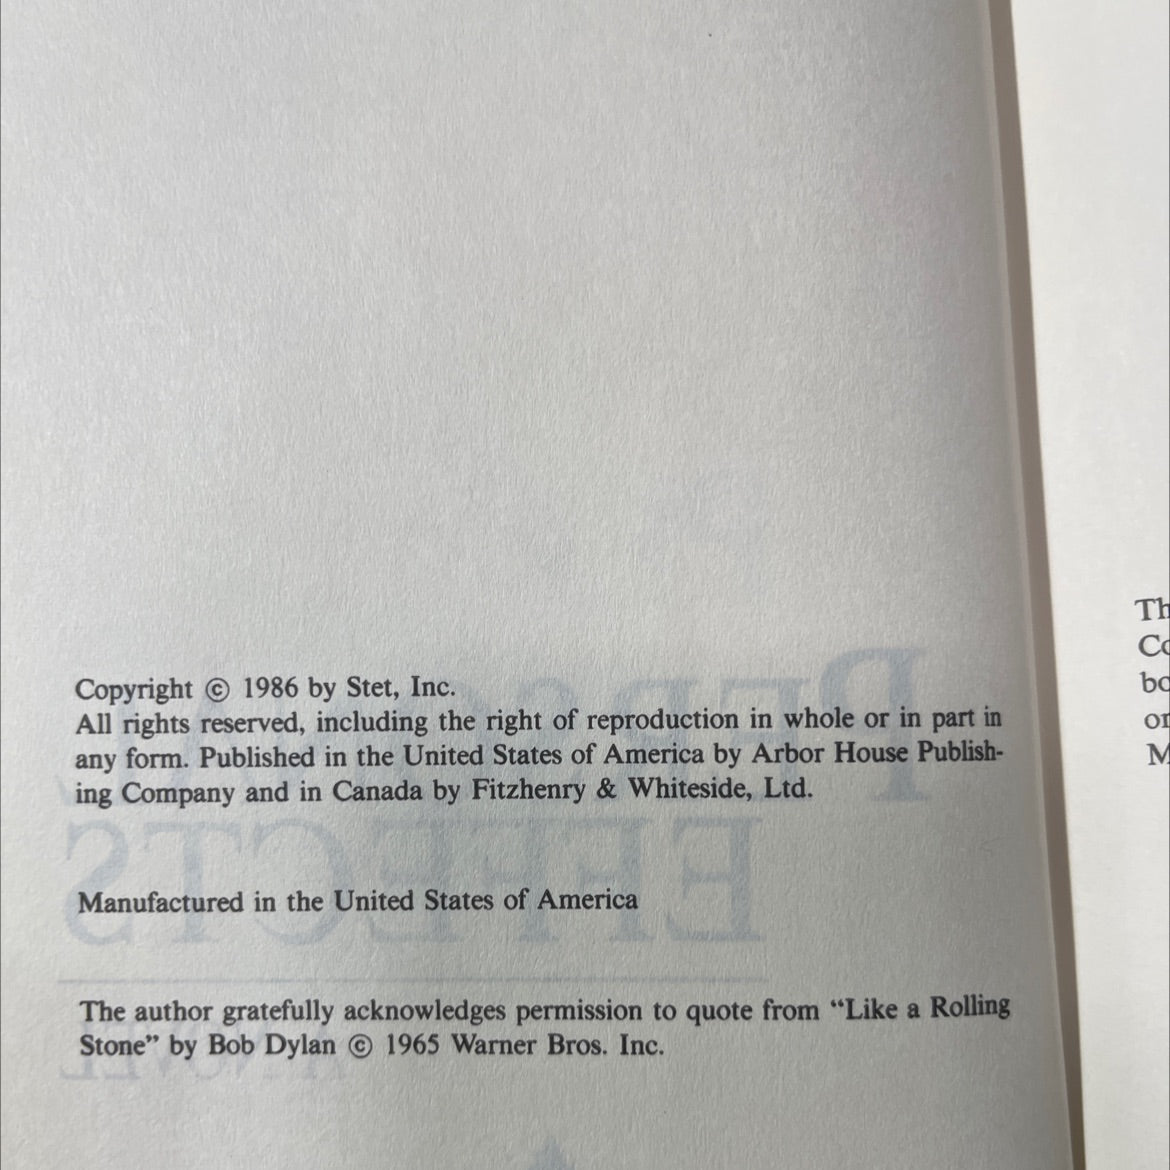 Copyright © 1986 by Stet, Inc.
All rights reserved, including the right of reproduction in whole or in part in
any form. Published in the United States of America by Arbor House Publish-
ing Company and in Canada by Fitzhenry & Whiteside, Ltd.
Manufactured in the United States of America
The author gratefully acknowledges permission to quote from “Like a Rolling
Stone” by Bob Dylan © 1965 Warner Bros. Inc.
EFFECTS
A NOVEL